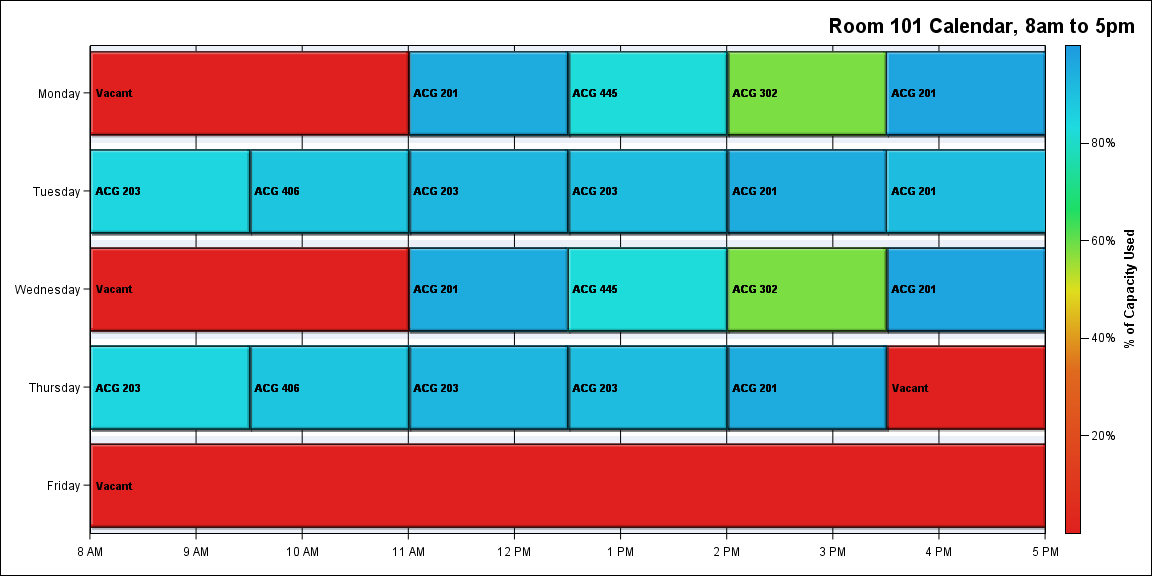 Room 101 Calendar, 8am to 5pm
Monday Vacant ACG 201 ACG 445 ACG 302 ACG 201
Tuesday ACG 203 ACG 406 ACG 203 ACG 203 ACG 201 ACG 201
Wednesday Vacant ACG 201 ACG 445 ACG 302 ACG 201
Thursday ACG 203 ACG 406 ACG 203 ACG 203 ACG 201 Vacant
Friday Vacant
8 AM 9 AM 10 AM 11 AM 12 PM 1 PM 2 PM 3 PM 4 PM 5 PM
80%
60%
40%
20%
% of Capacity Used